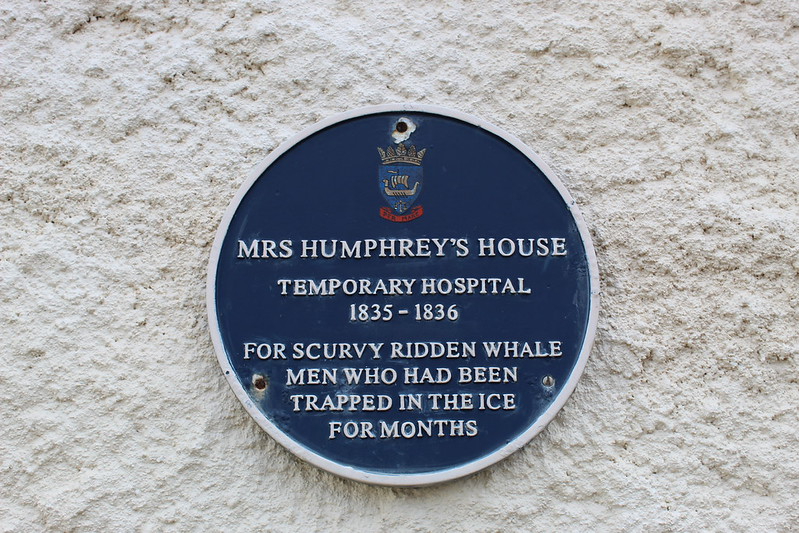 MRS HUMPHREY'S HOUSE
TEMPORARY HOSPITAL
1835 - 1836
FOR SCURVY RIDDEN WHALE
MEN WHO HAD BEEN
TRAPPED IN THE ICE
FOR MONTHS